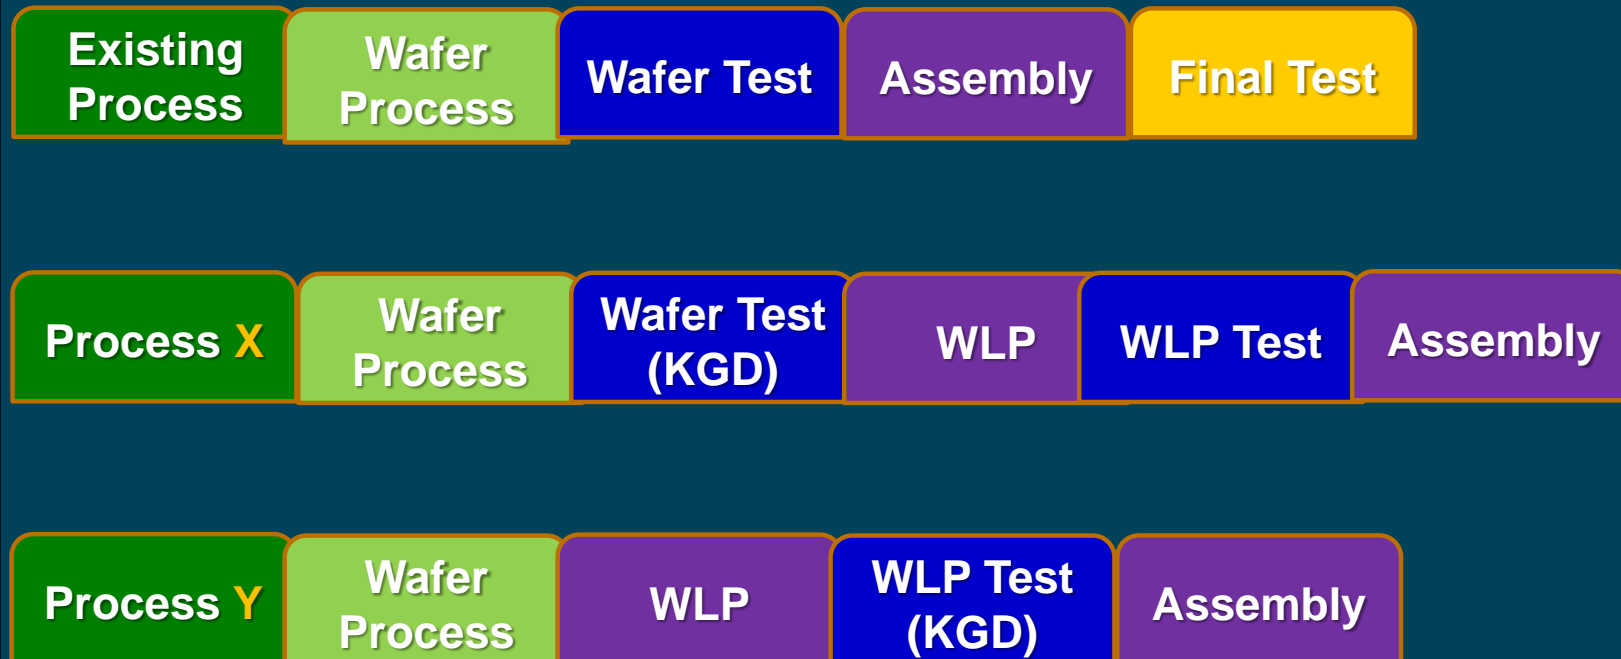 Existing
Process
Wafer
Process
Wafer Test
Assembly
Final Test
Process X
Wafer
Process
Wafer Test
(KGD)
WLP
WLP Test
Assembly
Process Y
Wafer
Process
WLP
WLP Test
(KGD)
Assembly